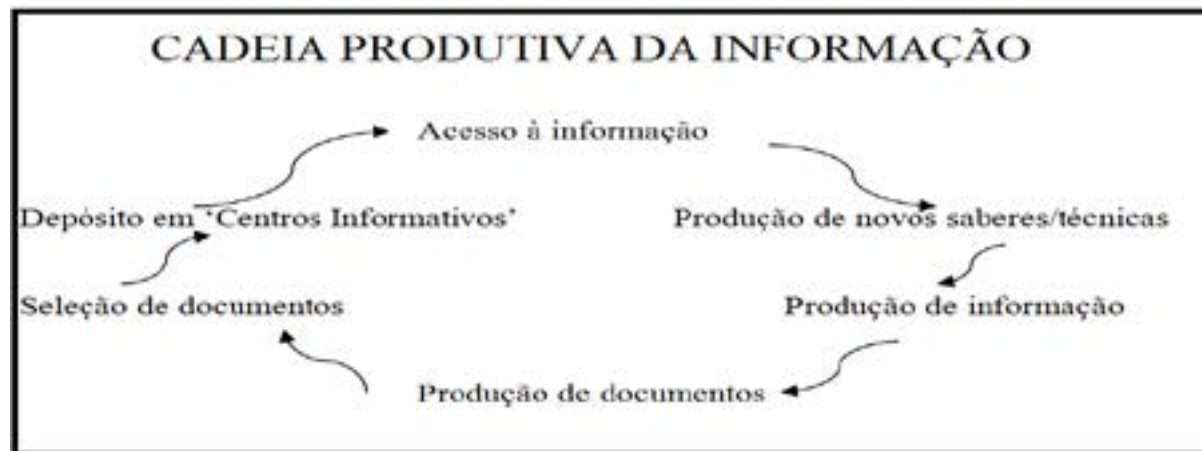 CADEIA PRODUTIVA DA INFORMAÇÃO
Acesso à informação
Depósito em ‘Centros Informativos’
Produção de novos saberes/técnicas
Seleção de documentos
Produção de informação
Produção de documentos